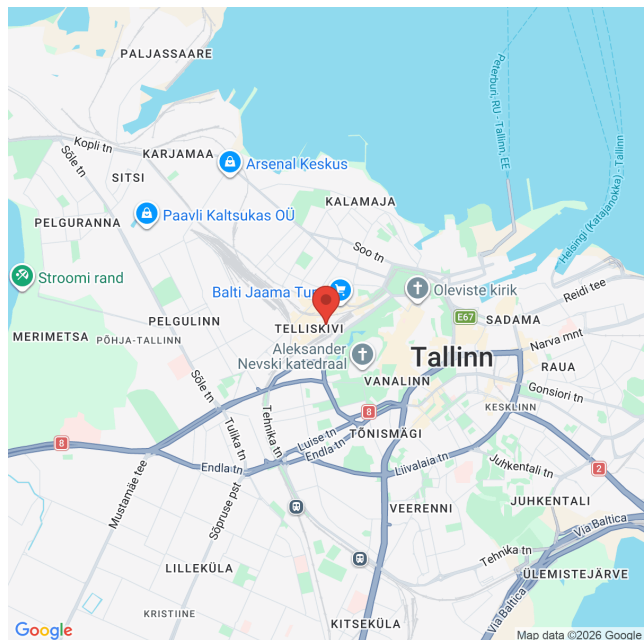 PALJASSAARE
Peterburi, RU - Tallinn, EE
Kopli tn
KARJAMAA
Arsenal Keskus
Sõle tn
SITSI
Helsingi (Katajanokka) - Tallinn
KALAMAJA
PELGURANNA
Paavli Kaltsukas OÜ
Soo tn
Stroomi rand
Balti Jaama Tur
Oleviste kirik
Reidi tee
E67
SADAMA
MERIMETSA
PÕHJA-TALLINN
PELGULINN
TELLISKIVI
Narva mnt
Aleksander
Nevski katedraal
Tallinn
RAUA
VANALINN
Sõle tn
Gonsiori tn
KESKLINN
Tehnika tn
Tulika tn
8
8
Luise tn
TÕNISMÄGI
Endla tn
Endla tn
Liivalaia tn
Juhkentali tn
2
Mustamäe tee
Sõpruse pst
JUHKENTALI
VEERENNI
Via Baltica
Tehnika tn
LILLEKÜLA
ÜLEMISTEJÄRVE
KRISTIINE
Via Baltica
KITSEKÜLA
Google
Map data ©2026 Google